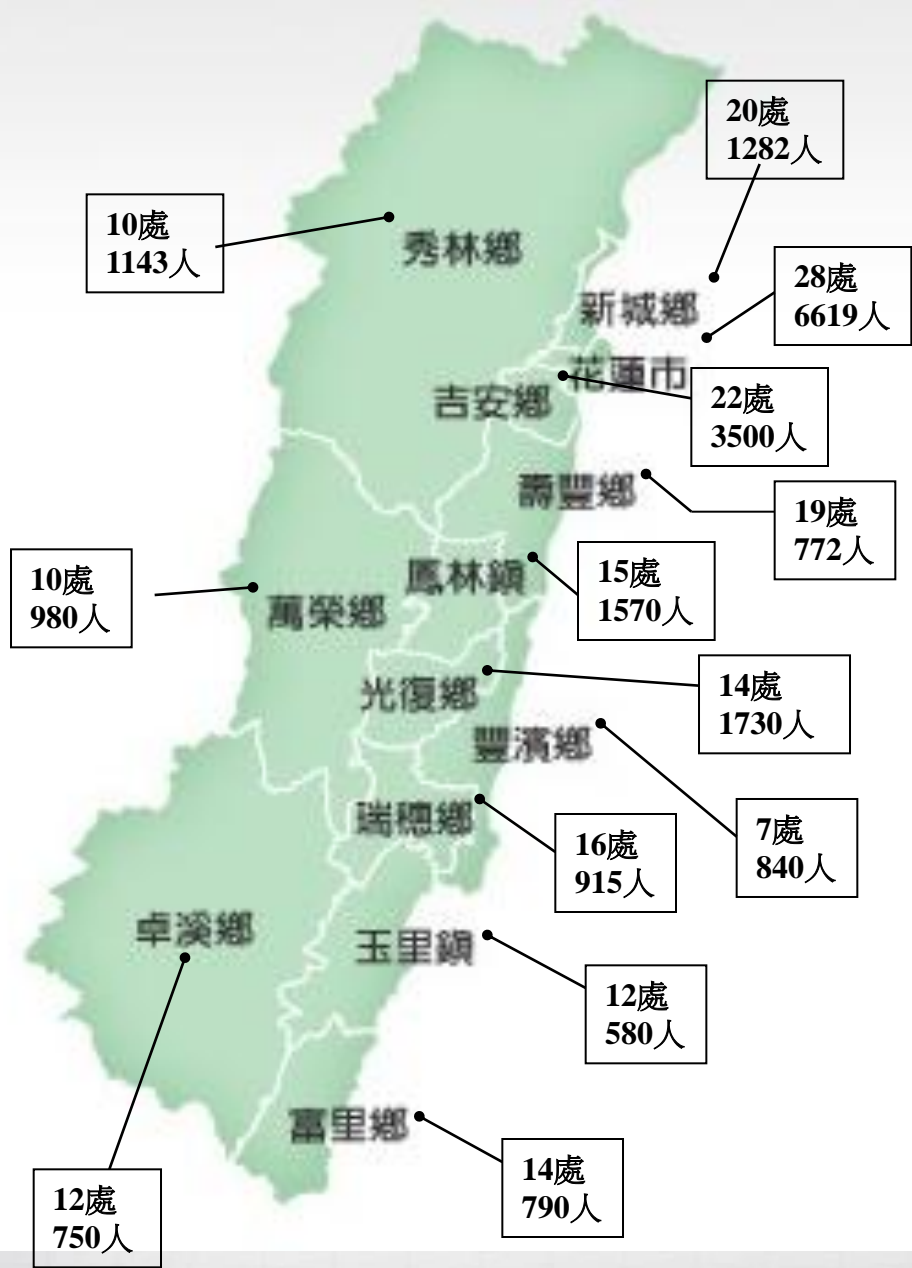 20處
1282人
10處
1143人
秀林鄉
28處
6619人
新城鄉
花蓮市
吉安鄉
22處
3500人
壽豐鄉
19處
772人
10處
980人
鳳林鎮
15處
1570人
萬榮鄉
光復鄉
14處
1730人
豐濱鄉
瑞穗鄉
16處
915人
7處
840人
卓溪鄉
玉里鎮
12處
580人
富里鄉
14處
790人
12處
750人